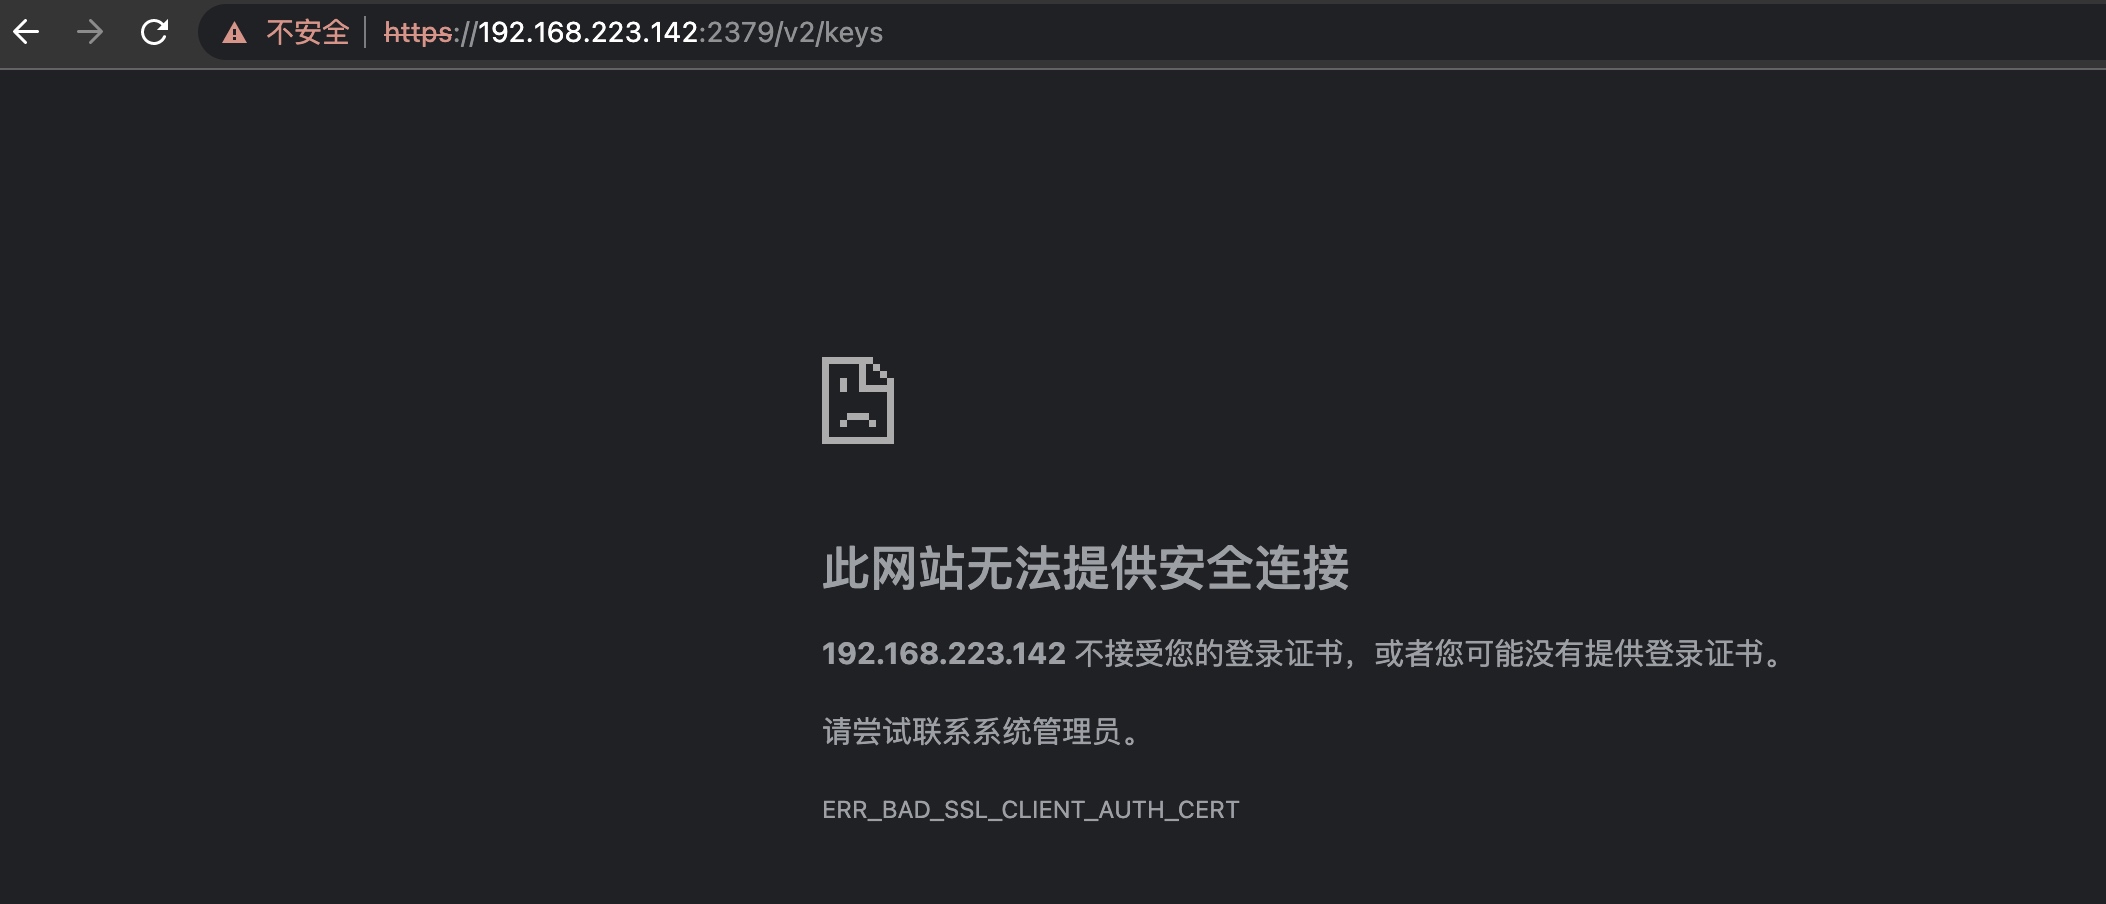 不安全 https://192.168.223.142:2379/v2/keys
此网站无法提供安全连接
192.168.223.142 不接受您的登录证书，或者您可能没有提供登录证书。
请尝试联系系统管理员。
ERR_BAD_SSL_CLIENT_AUTH_CERT